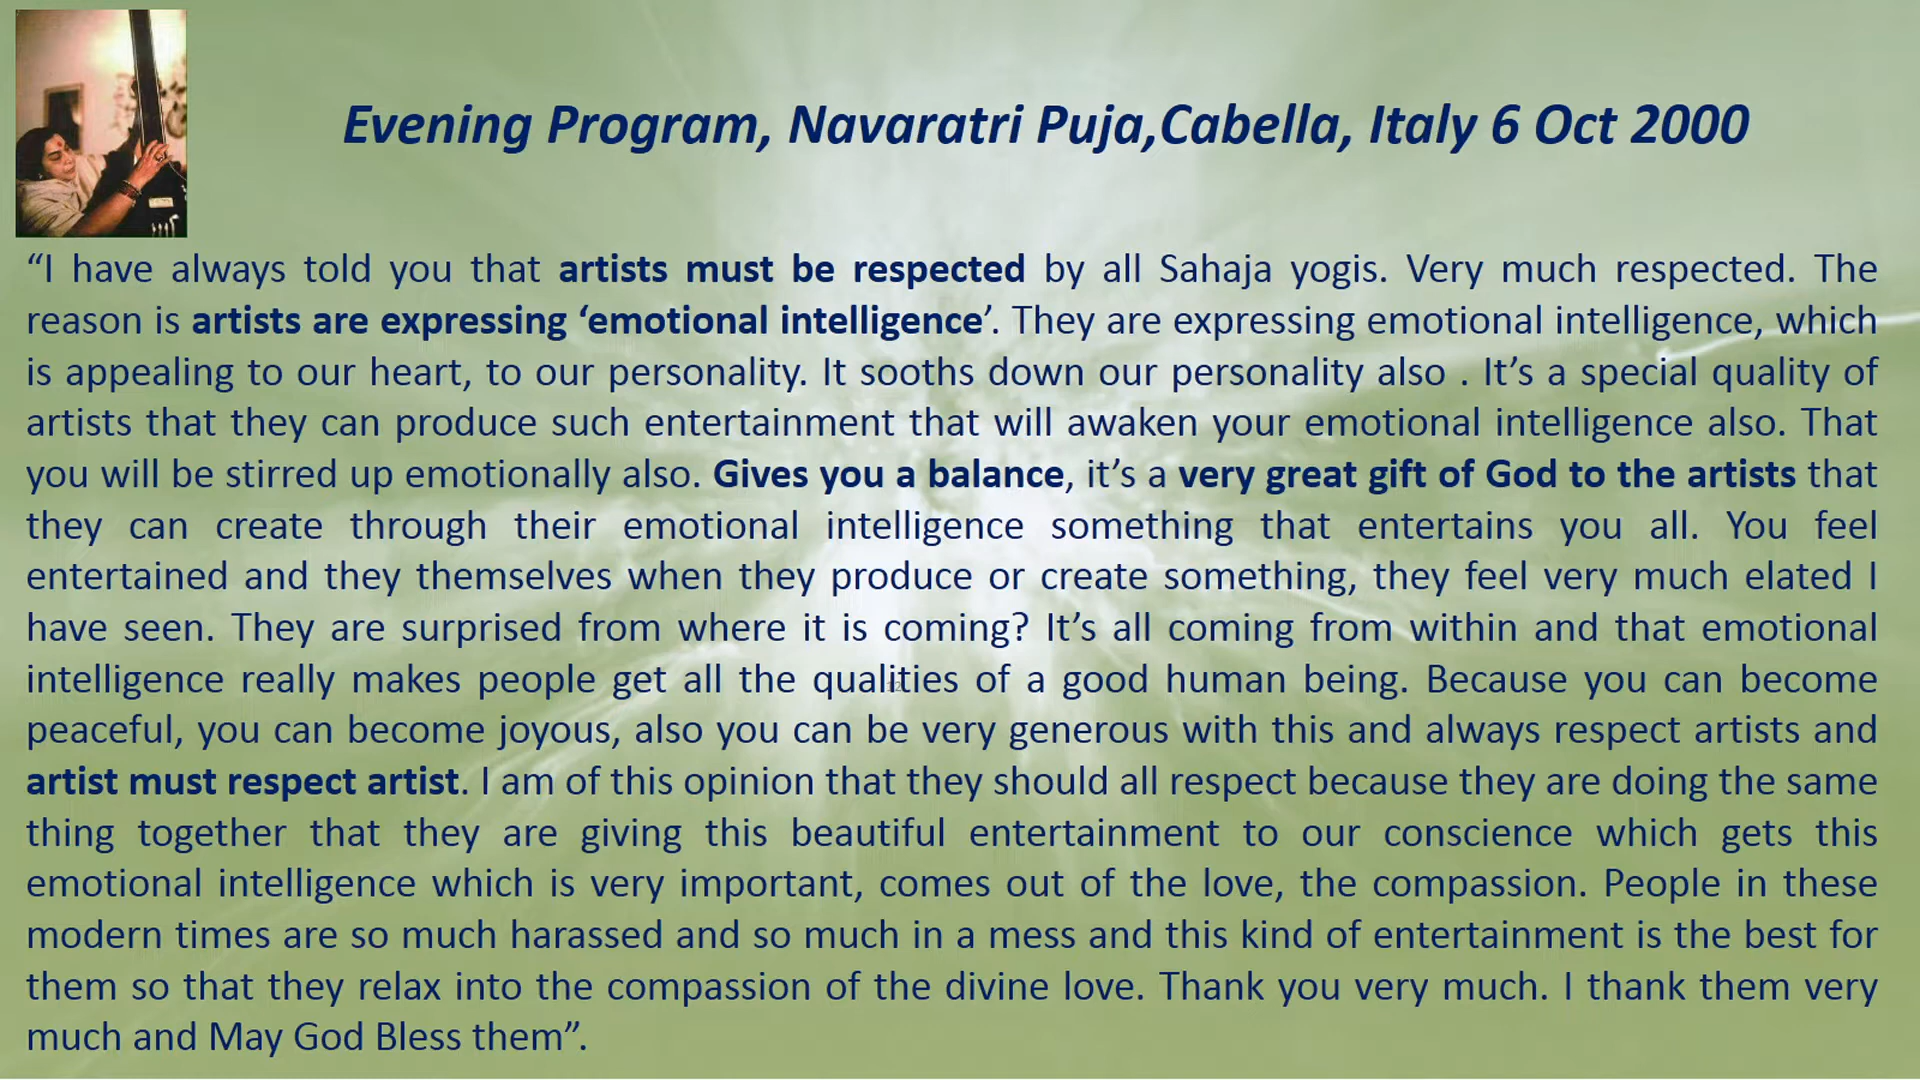 Evening Program, Navaratri Puja,Cabella, Italy 6 Oct 2000
“I have always told you that artists must be respected by all Sahaja yogis. Very much respected. The
reason is artists are expressing ‘emotional intelligence’. They are expressing emotional intelligence, which
is appealing to our heart, to our personality. It sooths down our personality also . It’s a special quality of
artists that they can produce such entertainment that will awaken your emotional intelligence also. That
you will be stirred up emotionally also. Gives you a balance, it’s a very great gift of God to the artists that
they can create through their emotional intelligence something that entertains you all. You feel
entertained and they themselves when they produce or create something, they feel very much elated I
have seen. They are surprised from where it is coming? It’s all coming from within and that emotional
intelligence really makes people get all the qualities of a good human being. Because you can become
peaceful, you can become joyous, also you can be very generous with this and always respect artists and
artist must respect artist. I am of this opinion that they should all respect because they are doing the same
thing together that they are giving this beautiful entertainment to our conscience which gets this
emotional intelligence which is very important, comes out of the love, the compassion. People in these
modern times are so much harassed and so much in a mess and this kind of entertainment is the best for
them so that they relax into the compassion of the divine love. Thank you very much. I thank them very
much and May God Bless them”.